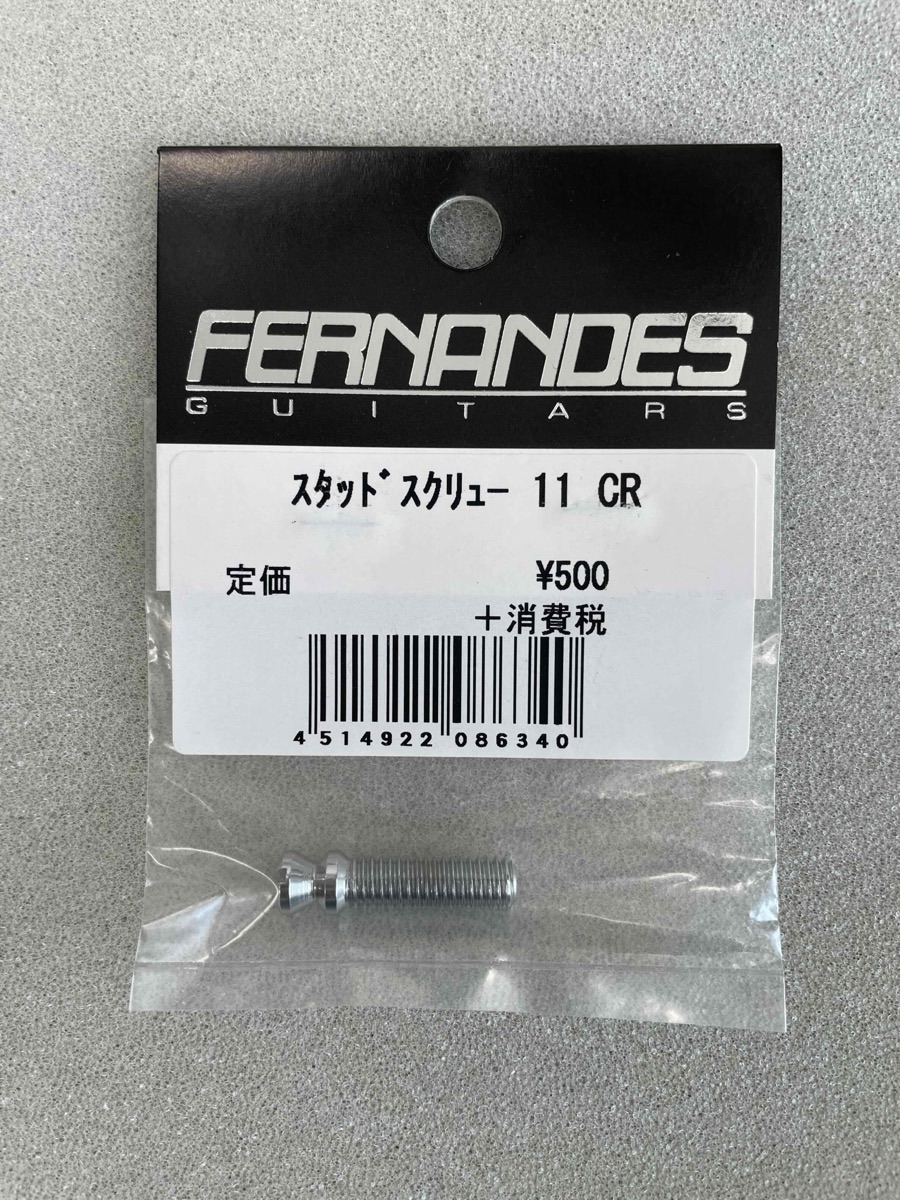 FERNANDES
GUITARS
ｽﾀｯﾄﾞｽｸﾘｭｰ 11 CR
定価 ¥500
＋消費税
4 514922 086340